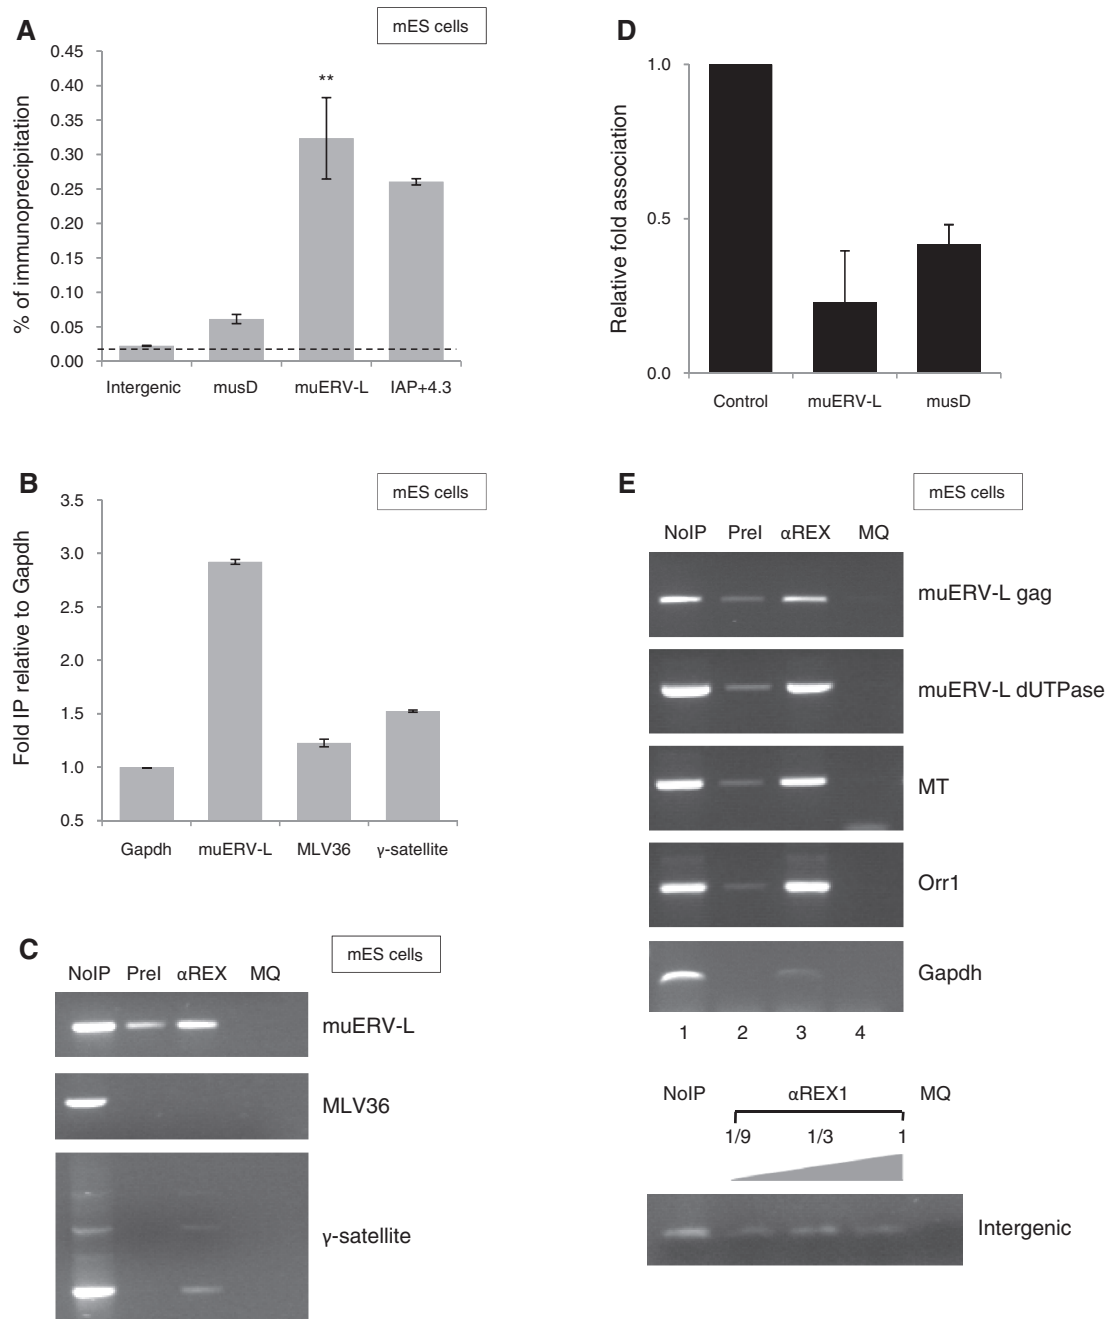 A
mES cells
% of immunoprecipitation
0.45
0.40
0.35
0.30
0.25
0.20
0.15
0.10
0.05
0.00
**
Intergenic musD muERV-L IAP+4.3
B
mES cells
Fold IP relative to Gapdh
3.5
3.0
2.5
2.0
1.5
1.0
0.5
Gapdh muERV-L MLV36 γ-satellite
C
mES cells
NoIP PreI αREX MQ
muERV-L
MLV36
γ-satellite
D
Relative fold association
1.0
0.5
0.0
Control muERV-L musD
E
mES cells
NoIP PreI αREX MQ
muERV-L gag
muERV-L dUTPase
MT
Orr1
Gapdh
1 2 3 4
NoIP αREX1 MQ
1/9 1/3 1
Intergenic